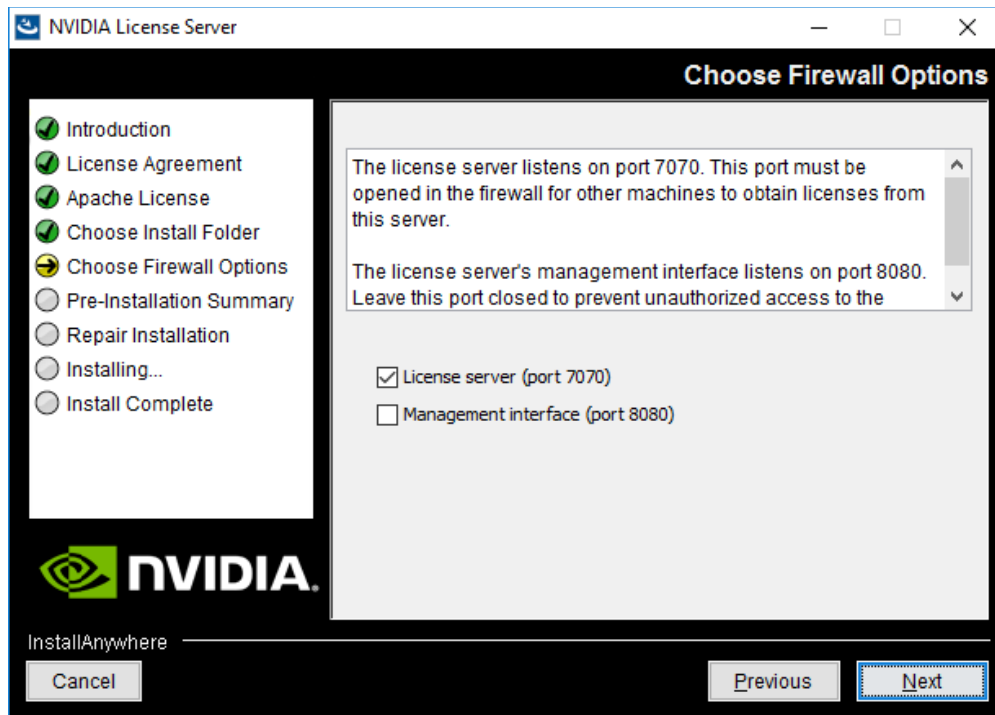 NVIDIA License Server
Choose Firewall Options
Introduction
License Agreement
Apache License
Choose Install Folder
Choose Firewall Options
Pre-Installation Summary
Repair Installation
Installing...
Install Complete
The license server listens on port 7070. This port must be
opened in the firewall for other machines to obtain licenses from
this server.
The license server's management interface listens on port 8080.
Leave this port closed to prevent unauthorized access to the
License server (port 7070)
Management interface (port 8080)
NVIDIA.
InstallAnywhere
Cancel
Previous
Next